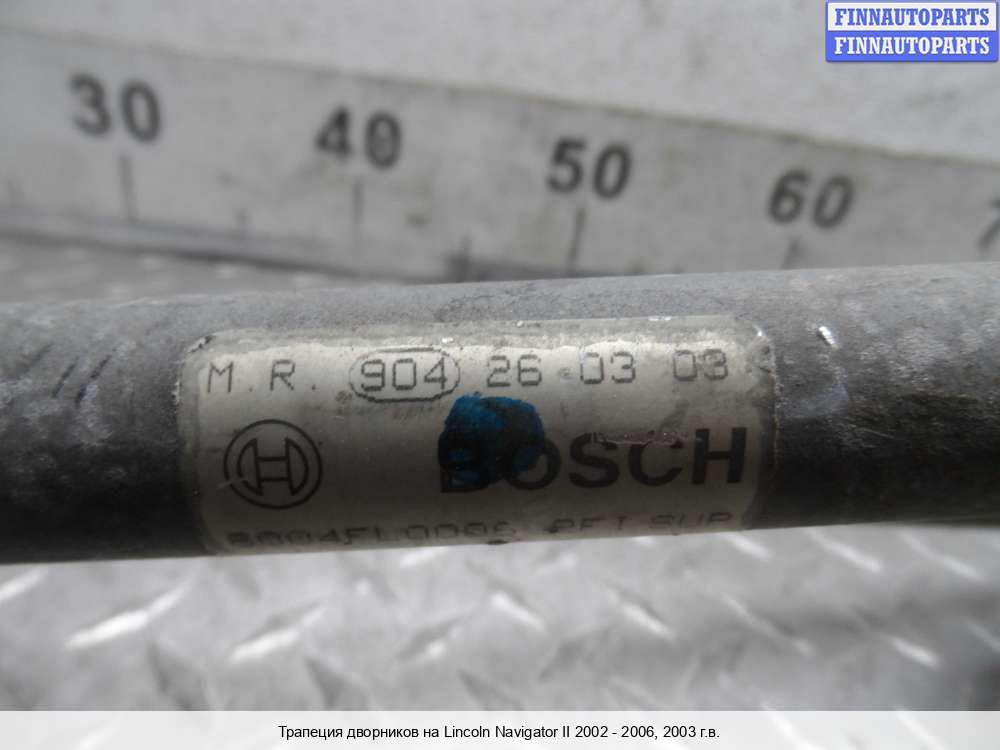 FINNAUTOPARTS
FINNAUTOPARTS
30 40 50 60
M.R. 904 26 03 03
BOSCH
Трапеция дворников на Lincoln Navigator II 2002 - 2006, 2003 г.в.